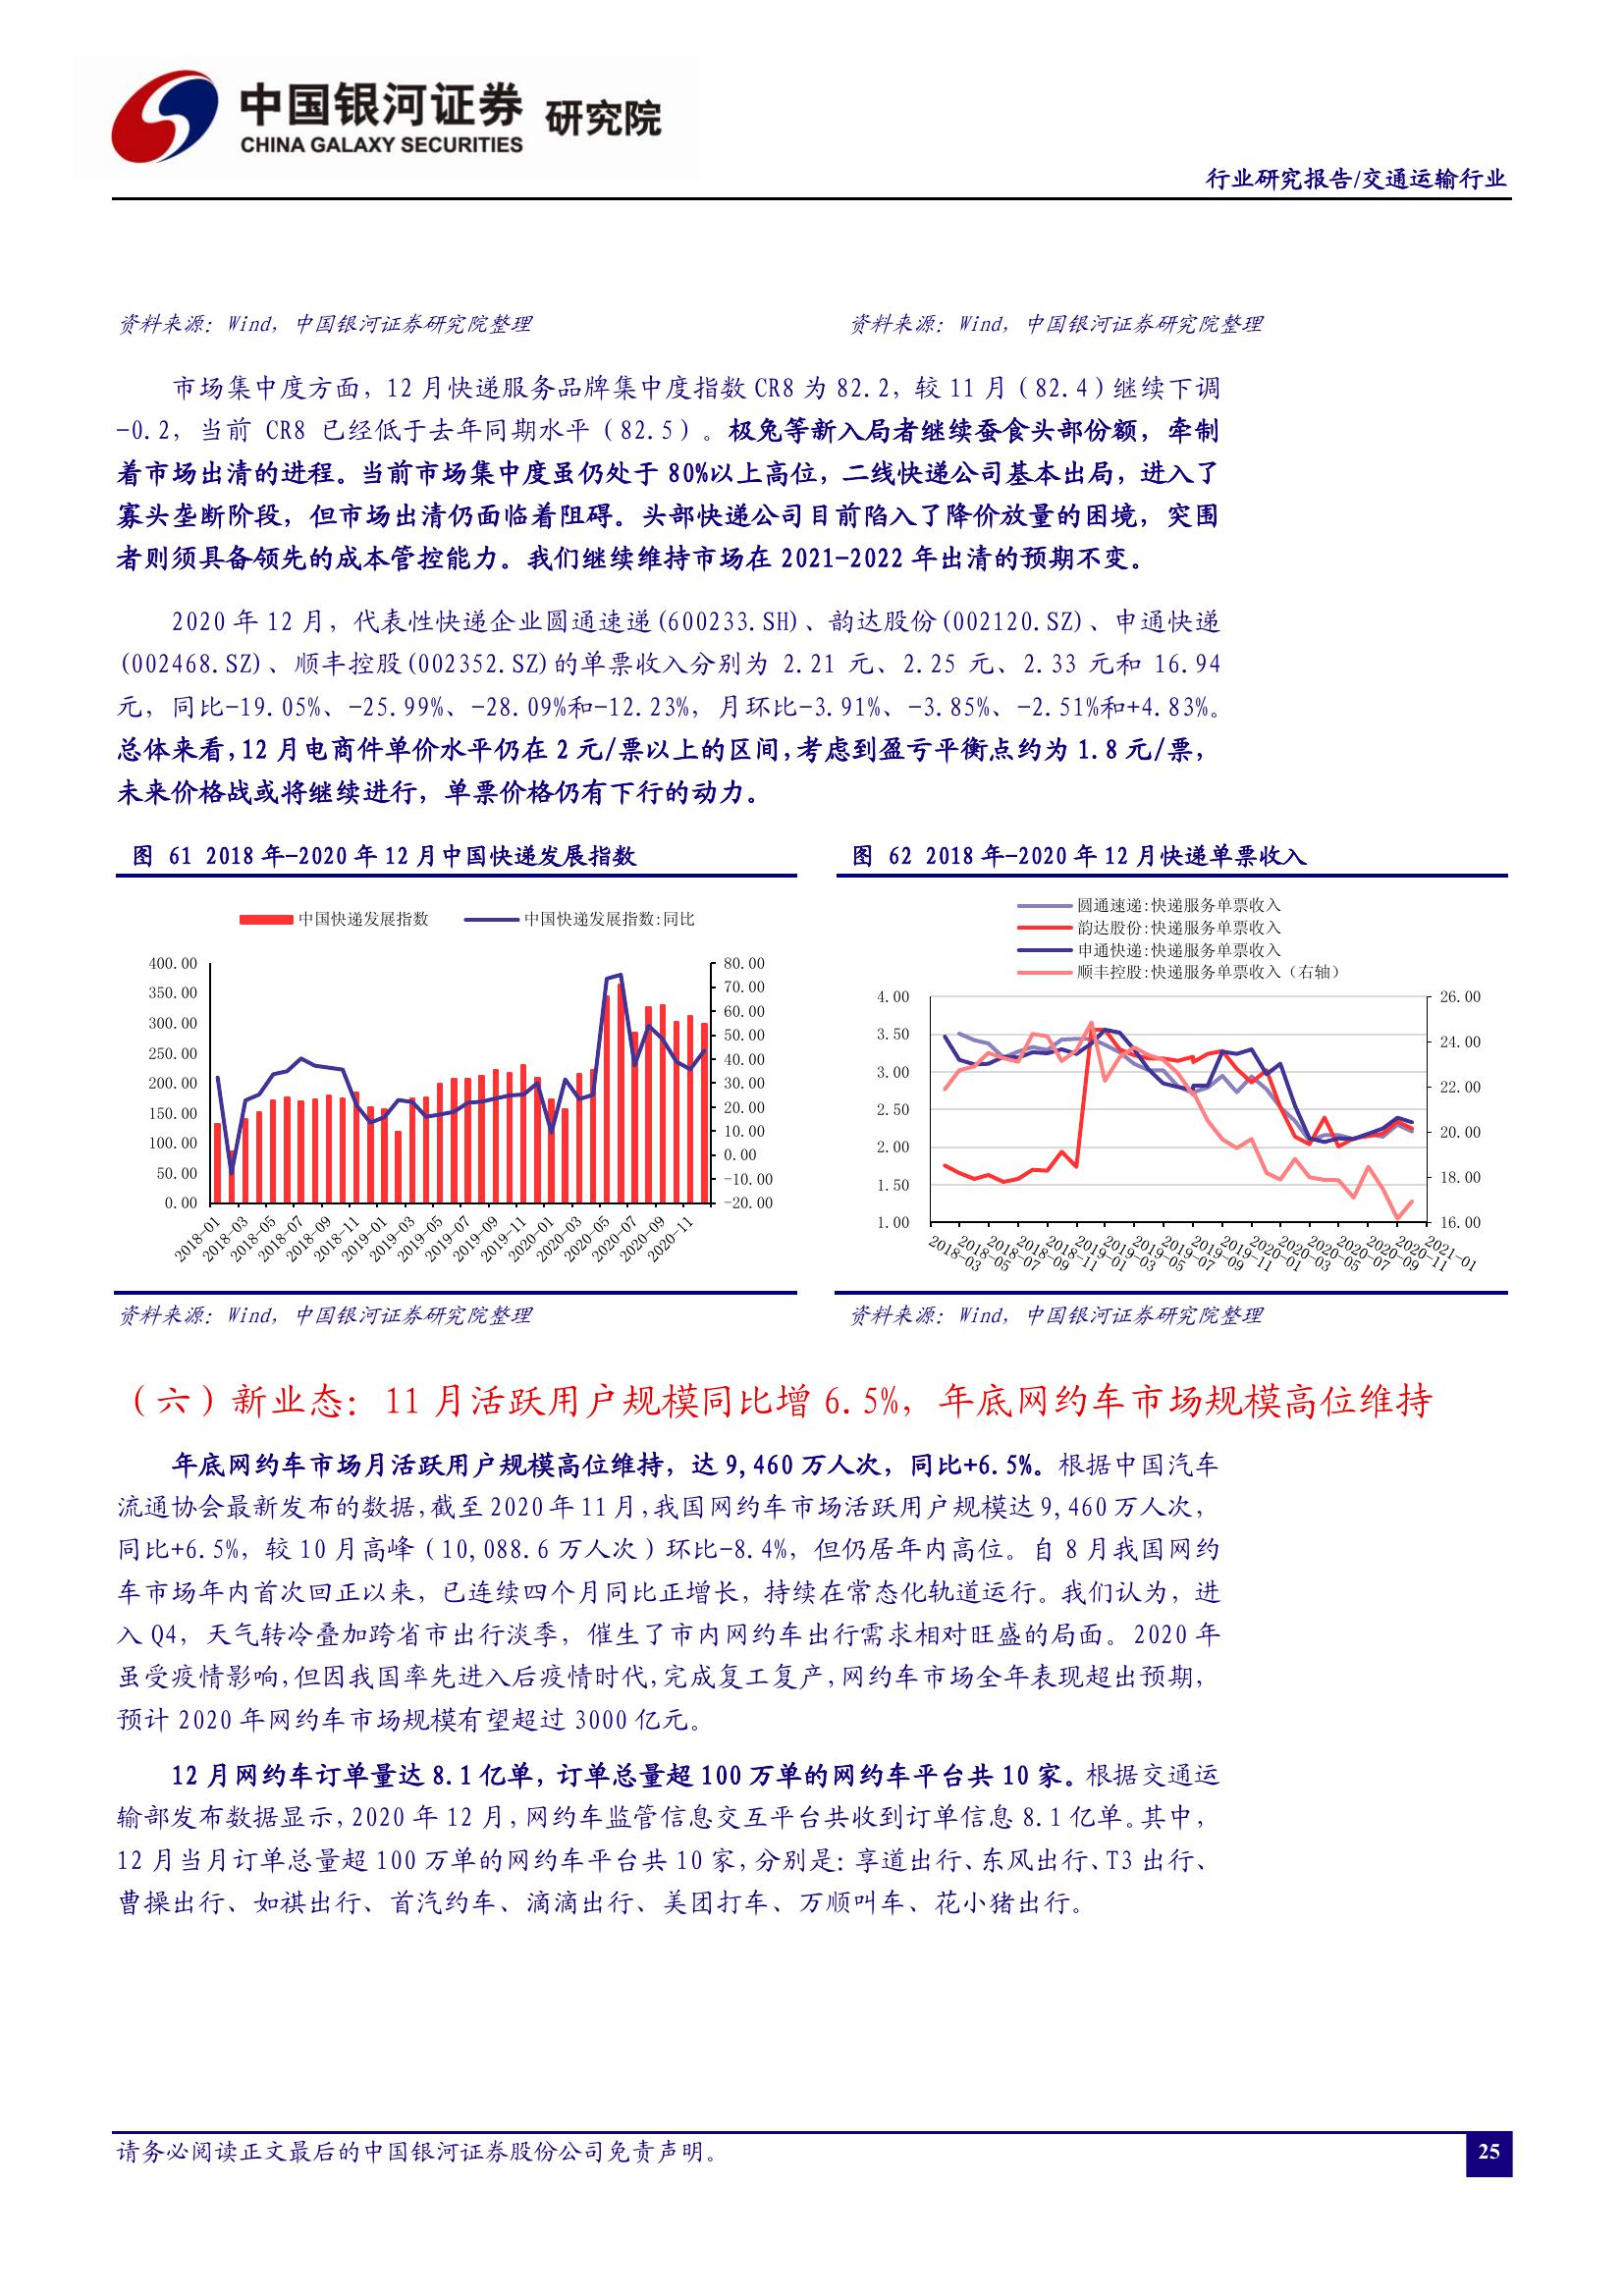 中国银河证券 研究院
CHINA GALAXY SECURITIES
行业研究报告/交通运输行业
资料来源：Wind，中国银河证券研究院整理
资料来源：Wind，中国银河证券研究院整理
市场集中度方面，12 月快递服务品牌集中度指数 CR8 为 82.2，较 11 月（82.4）继续下调
-0.2，当前 CR8 已经低于去年同期水平（82.5）。极兔等新入局者继续蚕食头部份额，牵制
着市场出清的进程。当前市场集中度虽仍处于 80%以上高位，二线快递公司基本出局，进入了
寡头垄断阶段，但市场出清仍面临着阻碍。头部快递公司目前陷入了降价放量的困境，突围
者则须具备领先的成本管控能力。我们继续维持市场在 2021-2022 年出清的预期不变。
2020 年 12 月，代表性快递企业圆通速递(600233.SH)、韵达股份(002120.SZ)、申通快递
(002468.SZ)、顺丰控股(002352.SZ)的单票收入分别为 2.21 元、2.25 元、2.33 元和 16.94
元，同比-19.05%、-25.99%、-28.09%和-12.23%，月环比-3.91%、-3.85%、-2.51%和+4.83%。
总体来看，12 月电商件单价水平仍在 2 元/票以上的区间，考虑到盈亏平衡点约为 1.8 元/票，
未来价格战或将继续进行，单票价格仍有下行的动力。
图 61 2018 年-2020 年 12 月中国快递发展指数
中国快递发展指数 中国快递发展指数:同比
400.00
350.00
300.00
250.00
200.00
150.00
100.00
50.00
0.00
80.00
70.00
60.00
50.00
40.00
30.00
20.00
10.00
0.00
-10.00
-20.00
2018-01
2018-03
2018-05
2018-07
2018-09
2018-11
2019-01
2019-03
2019-05
2019-07
2019-09
2019-11
2020-01
2020-03
2020-05
2020-07
2020-09
2020-11
图 62 2018 年-2020 年 12 月快递单票收入
圆通速递:快递服务单票收入
韵达股份:快递服务单票收入
申通快递:快递服务单票收入
顺丰控股:快递服务单票收入（右轴）
4.00
3.50
3.00
2.50
2.00
1.50
1.00
26.00
24.00
22.00
20.00
18.00
16.00
2018-03
2018-05
2018-07
2018-09
2018-11
2019-01
2019-03
2019-05
2019-07
2019-09
2019-11
2020-01
2020-03
2020-05
2020-07
2020-09
2020-11
2021-01
资料来源：Wind，中国银河证券研究院整理
资料来源：Wind，中国银河证券研究院整理
（六）新业态：11 月活跃用户规模同比增 6.5%，年底网约车市场规模高位维持
年底网约车市场月活跃用户规模高位维持，达 9,460 万人次，同比+6.5%。根据中国汽车
流通协会最新发布的数据，截至 2020 年 11 月，我国网约车市场活跃用户规模达 9,460 万人次，
同比+6.5%，较 10 月高峰（10,088.6 万人次）环比-8.4%，但仍居年内高位。自 8 月我国网约
车市场年内首次回正以来，已连续四个月同比正增长，持续在常态化轨道运行。我们认为，进
入 Q4，天气转冷叠加跨省市出行淡季，催生了市内网约车出行需求相对旺盛的局面。2020 年
虽受疫情影响，但因我国率先进入后疫情时代，完成复工复产，网约车市场全年表现超出预期，
预计 2020 年网约车市场规模有望超过 3000 亿元。
12 月网约车订单量达 8.1 亿单，订单总量超 100 万单的网约车平台共 10 家。根据交通运
输部发布数据显示，2020 年 12 月，网约车监管信息交互平台共收到订单信息 8.1 亿单。其中，
12 月当月订单总量超 100 万单的网约车平台共 10 家，分别是：享道出行、东风出行、T3 出行、
曹操出行、如祺出行、首汽约车、滴滴出行、美团打车、万顺叫车、花小猪出行。
请务必阅读正文最后的中国银河证券股份公司免责声明。
25